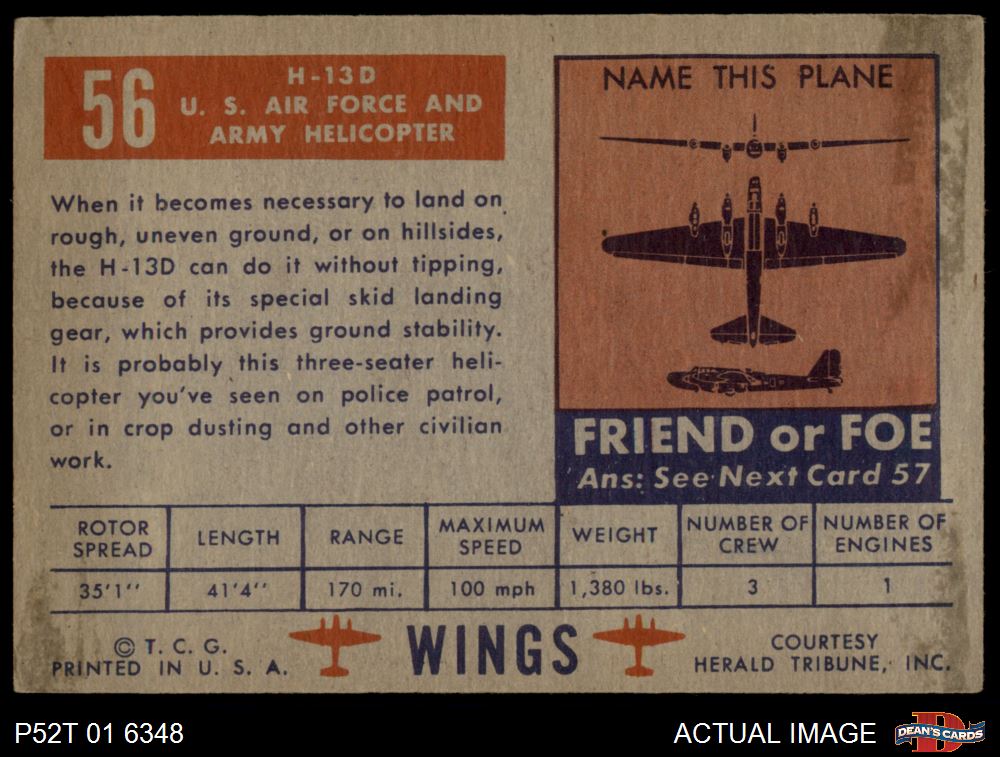 56
H-13D
U. S. AIR FORCE AND
ARMY HELICOPTER
When it becomes necessary to land on
rough, uneven ground, or on hillsides,
the H-13D can do it without tipping,
because of its special skid landing
gear, which provides ground stability.
It is probably this three-seater heli-
copter you've seen on police patrol,
or in crop dusting and other civilian
work.
NAME THIS PLANE
FRIEND or FOE
Ans: See Next Card 57
ROTOR SPREAD LENGTH RANGE MAXIMUM SPEED WEIGHT NUMBER OF CREW NUMBER OF ENGINES
35'1'' 41'4'' 170 mi. 100 mph 1,380 lbs. 3 1
© T. C. G.
PRINTED IN U. S. A.
WINGS
COURTESY
HERALD TRIBUNE, INC.
P52T 01 6348
ACTUAL IMAGE
D
DEAN'S CARDS